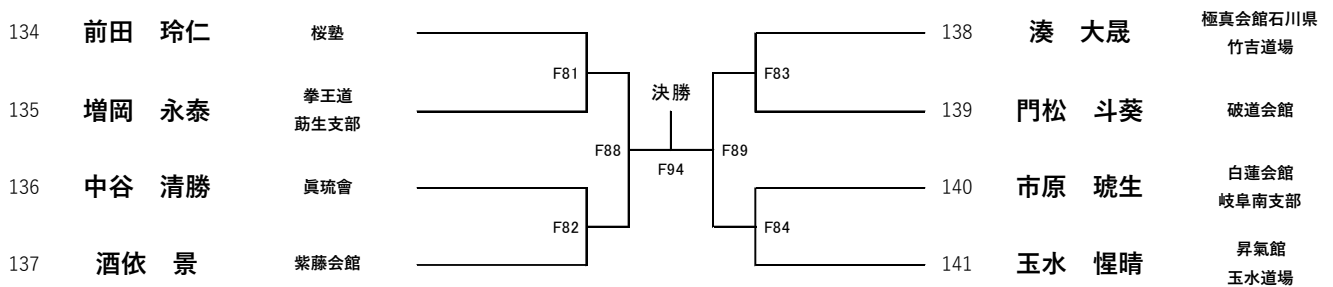 134 前田 玲仁 桜塾
F81
135 増岡 永泰 拳王道
莇生支部
F88
136 中谷 清勝 眞琉會
F82
137 酒依 景 紫藤会館
決勝
F94
138 湊 大晟 極真会館石川県
竹吉道場
F83
139 門松 斗葵 破道会館
F89
140 市原 琥生 白蓮会館
岐阜南支部
F84
141 玉水 惺晴 昇氣館
玉水道場